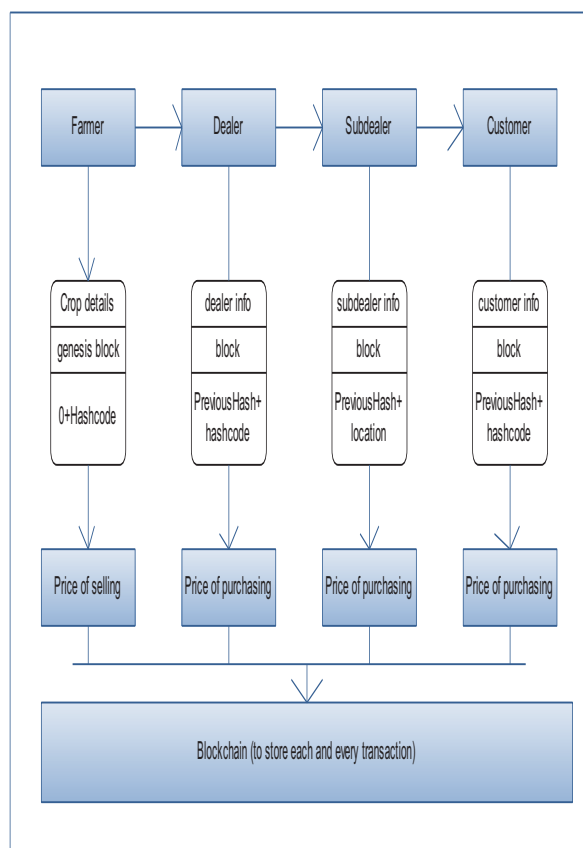 Farmer
Dealer
Subdealer
Customer
Crop details
genesis block
0+Hashcode
dealer info
block
PreviousHash+
hashcode
subdealer info
block
PreviousHash+
location
customer info
block
PreviousHash+
hashcode
Price of selling
Price of purchasing
Price of purchasing
Price of purchasing
Blockchain (to store each and every transaction)